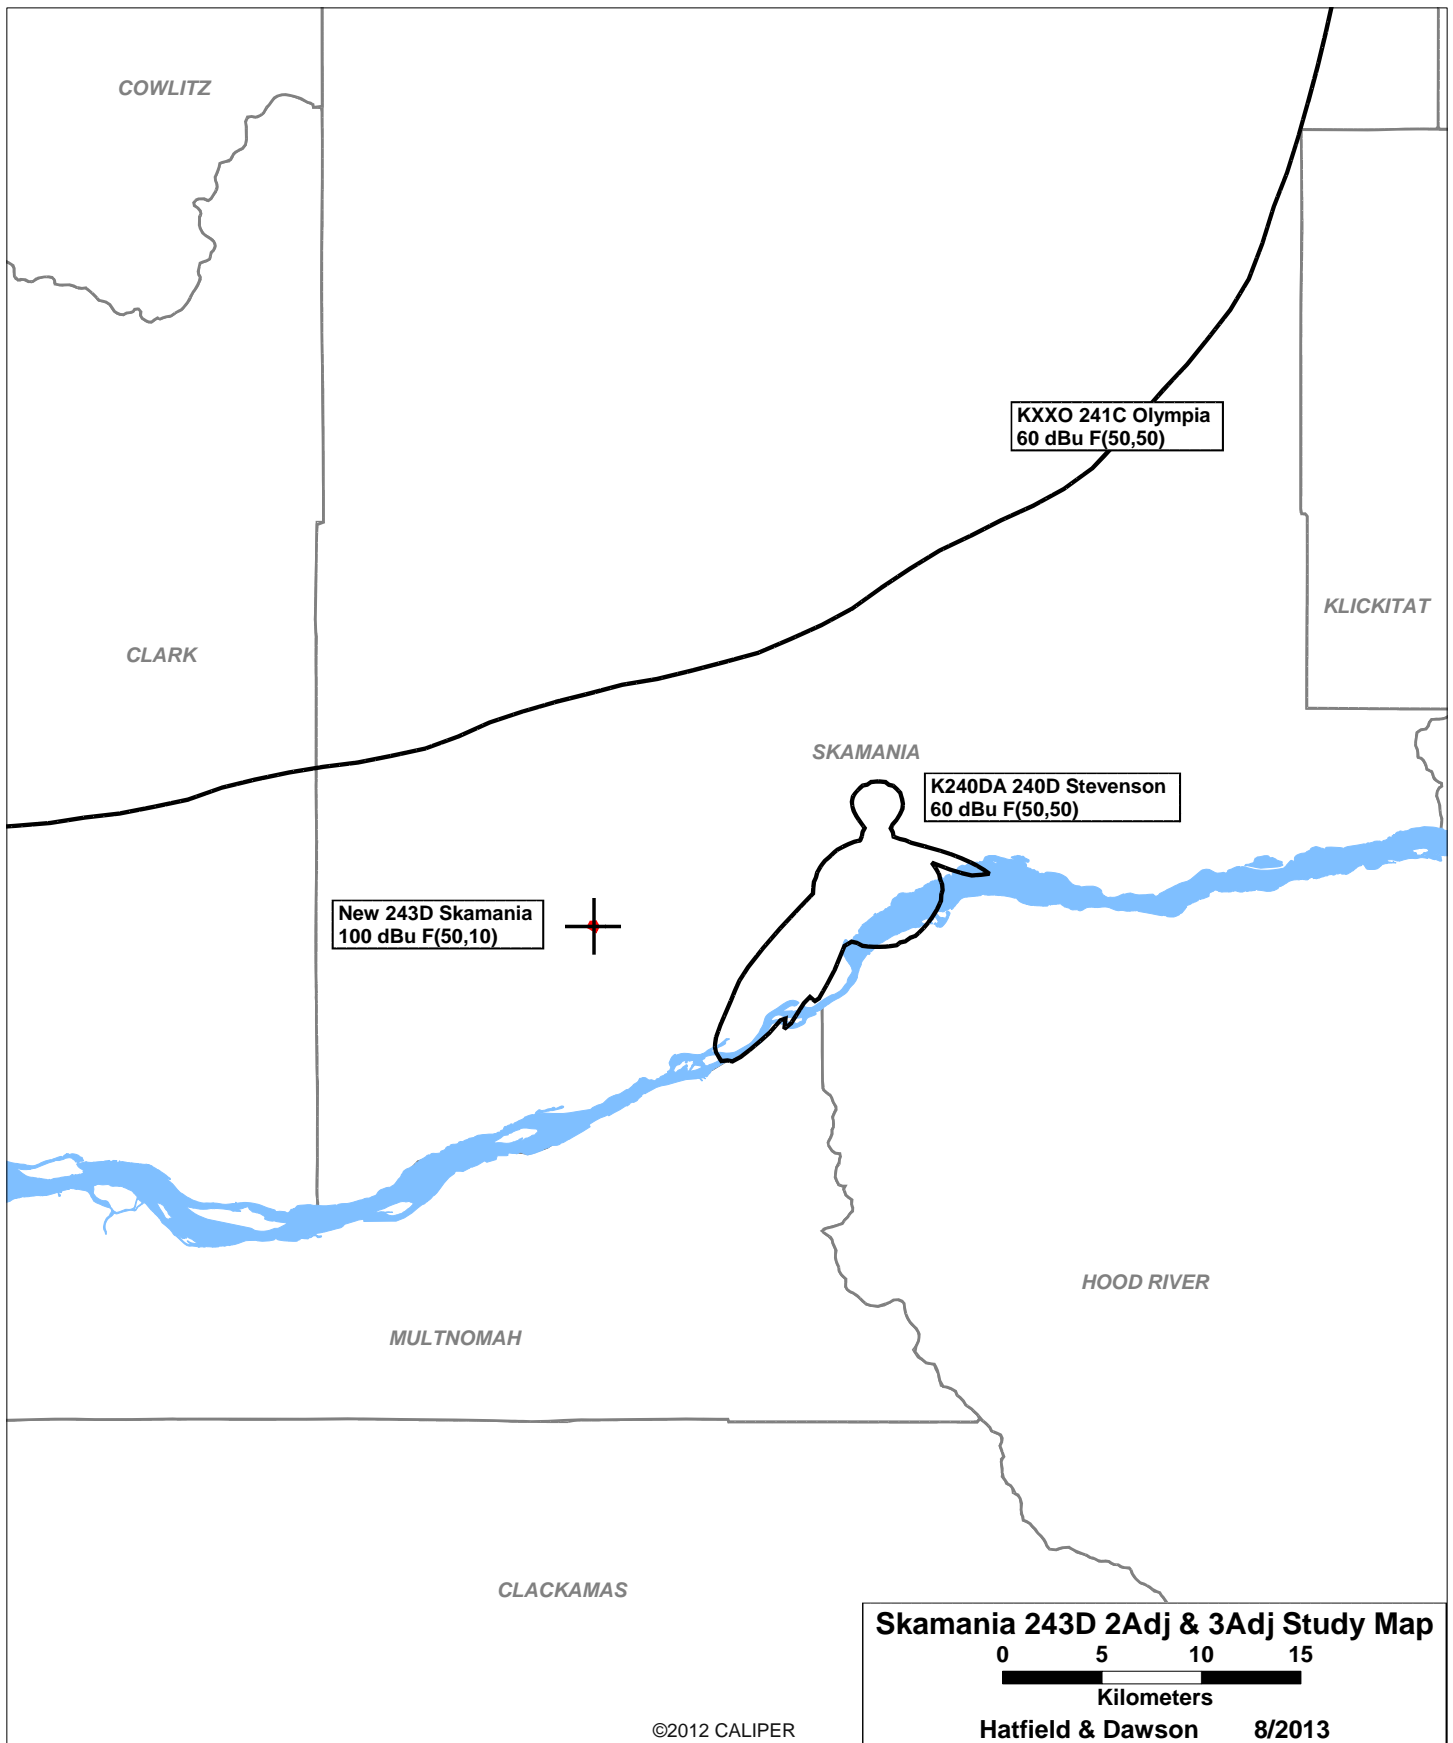 COWLITZ
KXXO 241C Olympia
60 dBu F(50,50)
KLICKITAT
CLARK
SKAMANIA
K240DA 240D Stevenson
60 dBu F(50,50)
New 243D Skamania
100 dBu F(50,10)
HOOD RIVER
MULTNOMAH
CLACKAMAS
Skamania 243D 2Adj & 3Adj Study Map
0 5 10 15
Kilometers
Hatfield & Dawson 8/2013
©2012 CALIPER